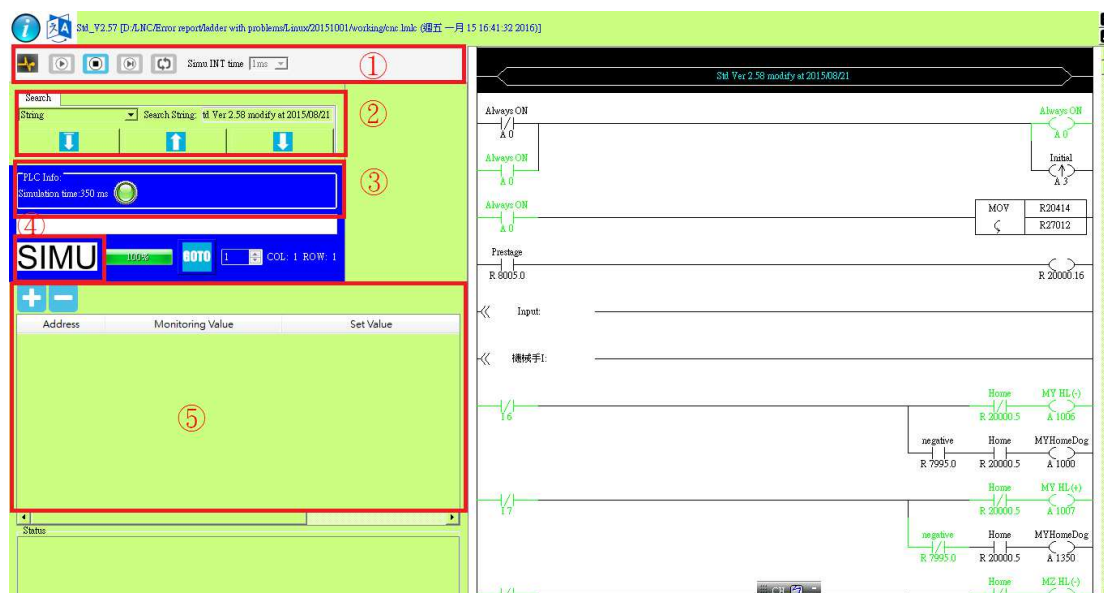 Std_V2.57 [D:/LNC/Error report/ladder with problems/Linux/20151001/working/cnc.lmlc (週五 一月 15 16:41:32 2016)]
Simu INT time 1ms ①
Search
String Search String: td Ver 2.58 modify at 2015/08/21 ②
PLC Info:
Simulation time:350 ms ③
④
SIMU 100% GOTO 1 COL: 1 ROW: 1
Address Monitoring Value Set Value
⑤
Status
Std Ver 2.58 modify at 2015/08/21
Always ON Always ON
A 0 A 0
Always ON Initial
A 0 A 3
Always ON MOV R20414
A 0 R27012
Prestage
R 8005.0 R 20000.16
Input:
機械手I:
Home MY HL(-)
I 6 R 20000.5 A 1006
negative Home MYHomeDog
R 7995.0 R 20000.5 A 1000
Home MY HL(+)
I 7 R 20000.5 A 1007
negative Home MYHomeDog
R 7995.0 R 20000.5 A 1350
CH
Home MZ HL(-)